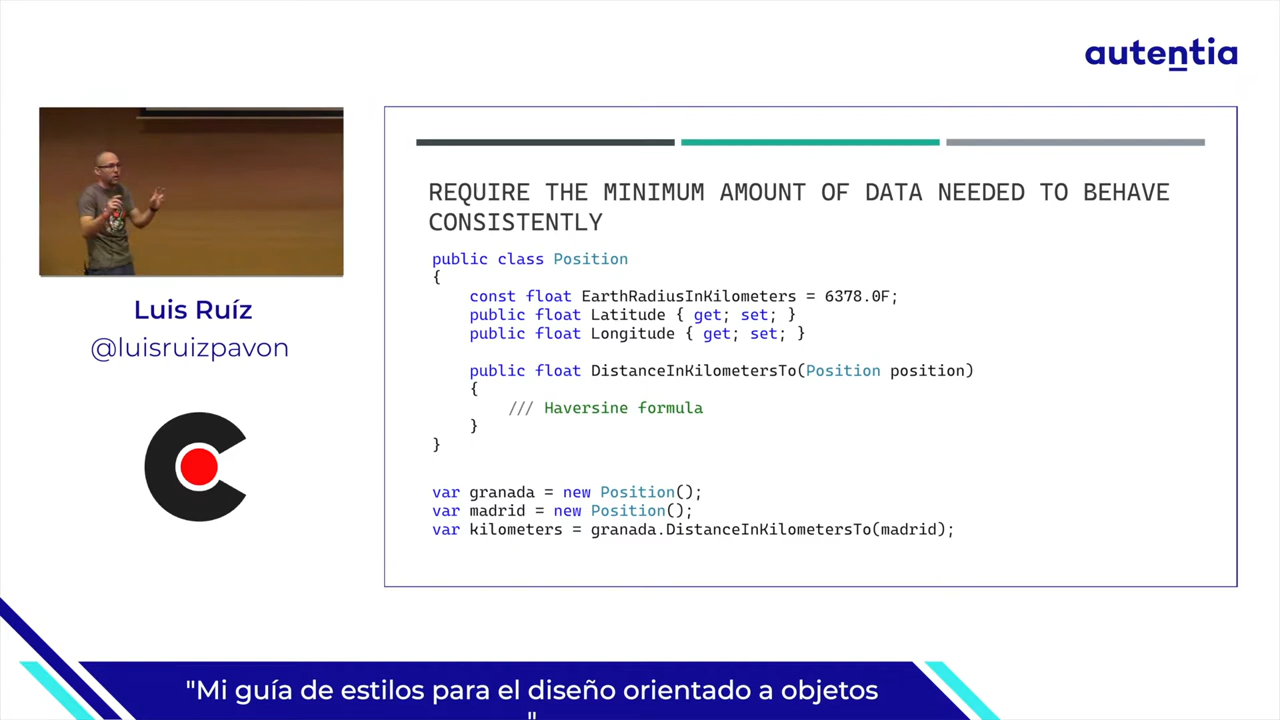 autentia
REQUIRE THE MINIMUM AMOUNT OF DATA NEEDED TO BEHAVE
CONSISTENTLY
public class Position
{
const float EarthRadiusInKilometers = 6378.0F;
public float Latitude { get; set; }
public float Longitude { get; set; }
public float DistanceInKilometersTo(Position position)
{
/// Haversine formula
}
}
var granada = new Position();
var madrid = new Position();
var kilometers = granada.DistanceInKilometersTo(madrid);
Luis Ruíz
@luisruizpavon
"Mi guía de estilos para el diseño orientado a objetos
"